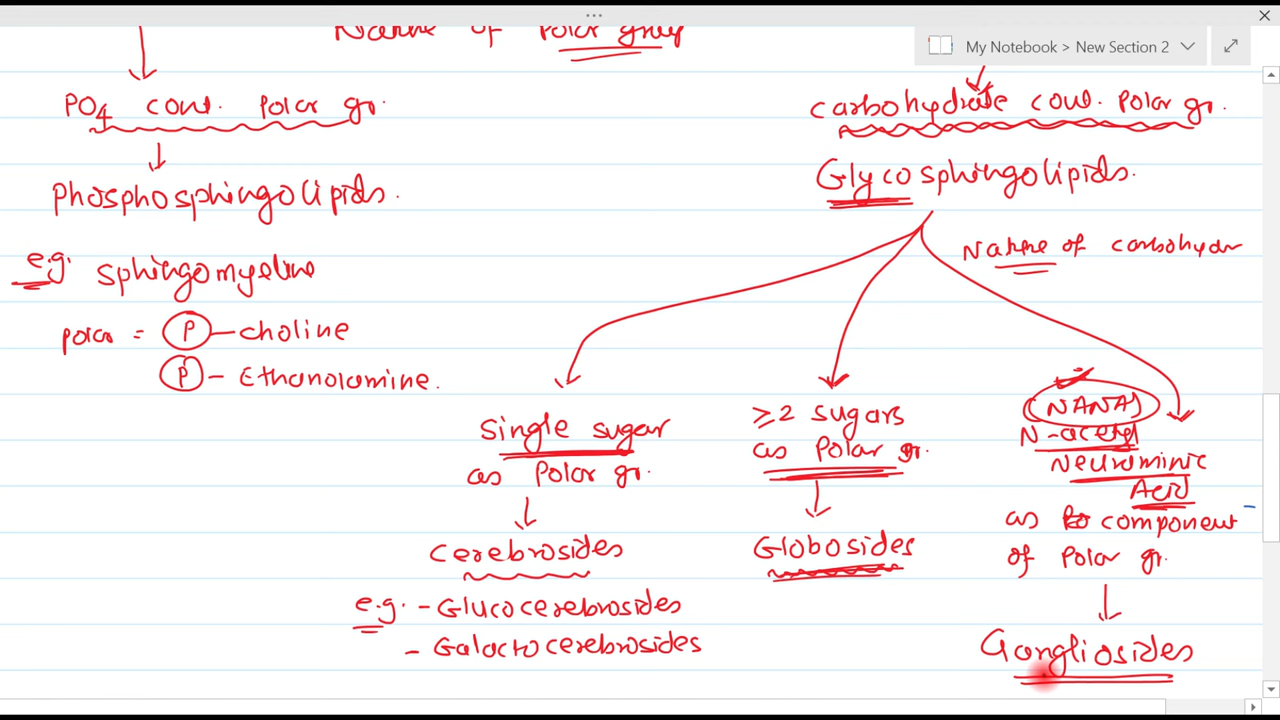 ...
My Notebook > New Section 2
Nature of Polar group
PO4 cont. Polar gr.
Phosphosphingolipids.
e.g. sphingomyeline
polar = P - choline
P - Ethanolamine.
carbohydrate cont. Polar gr.
Glycosphingolipids.
Nature of carbohydr
Single sugar
as Polar gr.
Cerebrosides
e.g. - Glucocerebrosides
- Galactocerebrosides
≥2 sugars
as Polar gr.
Globosides
(NANA)
N-acetyl
Neuraminic
Acid
as component
of Polar gr.
Gangliosides